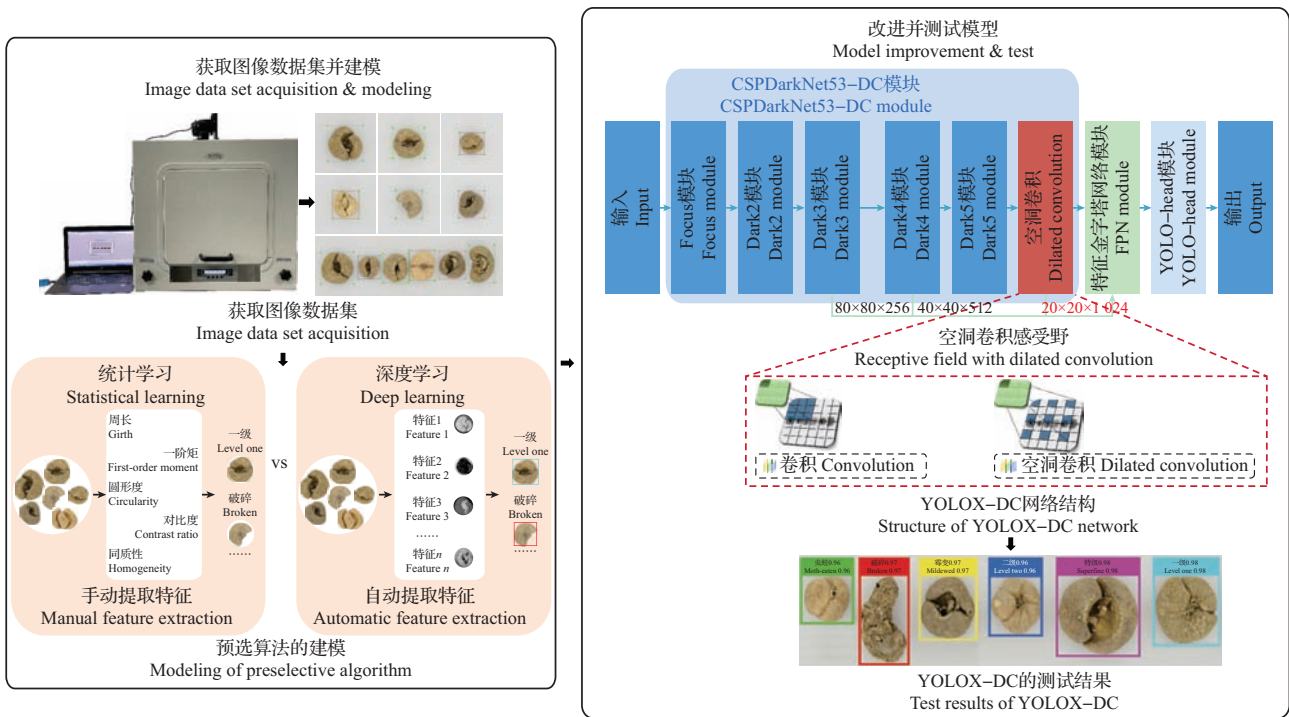 获取图像数据集并建模
Image data set acquisition & modeling
获取图像数据集
Image data set acquisition
统计学习
Statistical learning
周长
Girth
一阶矩
First-order moment
圆形度
Circularity
对比度
Contrast ratio
同质性
Homogeneity
一级
Level one
破碎
Broken
……
手动提取特征
Manual feature extraction
vs
深度学习
Deep learning
特征1
Feature 1
特征2
Feature 2
特征3
Feature 3
……
特征n
Feature n
一级
Level one
破碎
Broken
……
自动提取特征
Automatic feature extraction
预选算法的建模
Modeling of preselective algorithm
改进并测试模型
Model improvement & test
CSPDarkNet53-DC模块
CSPDarkNet53-DC module
输入
Input
Focus模块
Focus module
Dark2模块
Dark2 module
Dark3模块
Dark3 module
Dark4模块
Dark4 module
Dark5模块
Dark5 module
空洞卷积
Dilated convolution
特征金字塔网络模块
FPN module
YOLO-head模块
YOLO-head module
输出
Output
80×80×256 40×40×512 20×20×1 024
空洞卷积感受野
Receptive field with dilated convolution
卷积 Convolution
空洞卷积 Dilated convolution
YOLOX-DC网络结构
Structure of YOLOX-DC network
虫蛀0.96
Moth-eaten 0.96
破碎0.97
Broken 0.97
霉变0.97
Mildewed 0.97
二级0.96
Level two 0.96
特级0.98
Superfine 0.98
一级0.98
Level one 0.98
YOLOX-DC的测试结果
Test results of YOLOX-DC